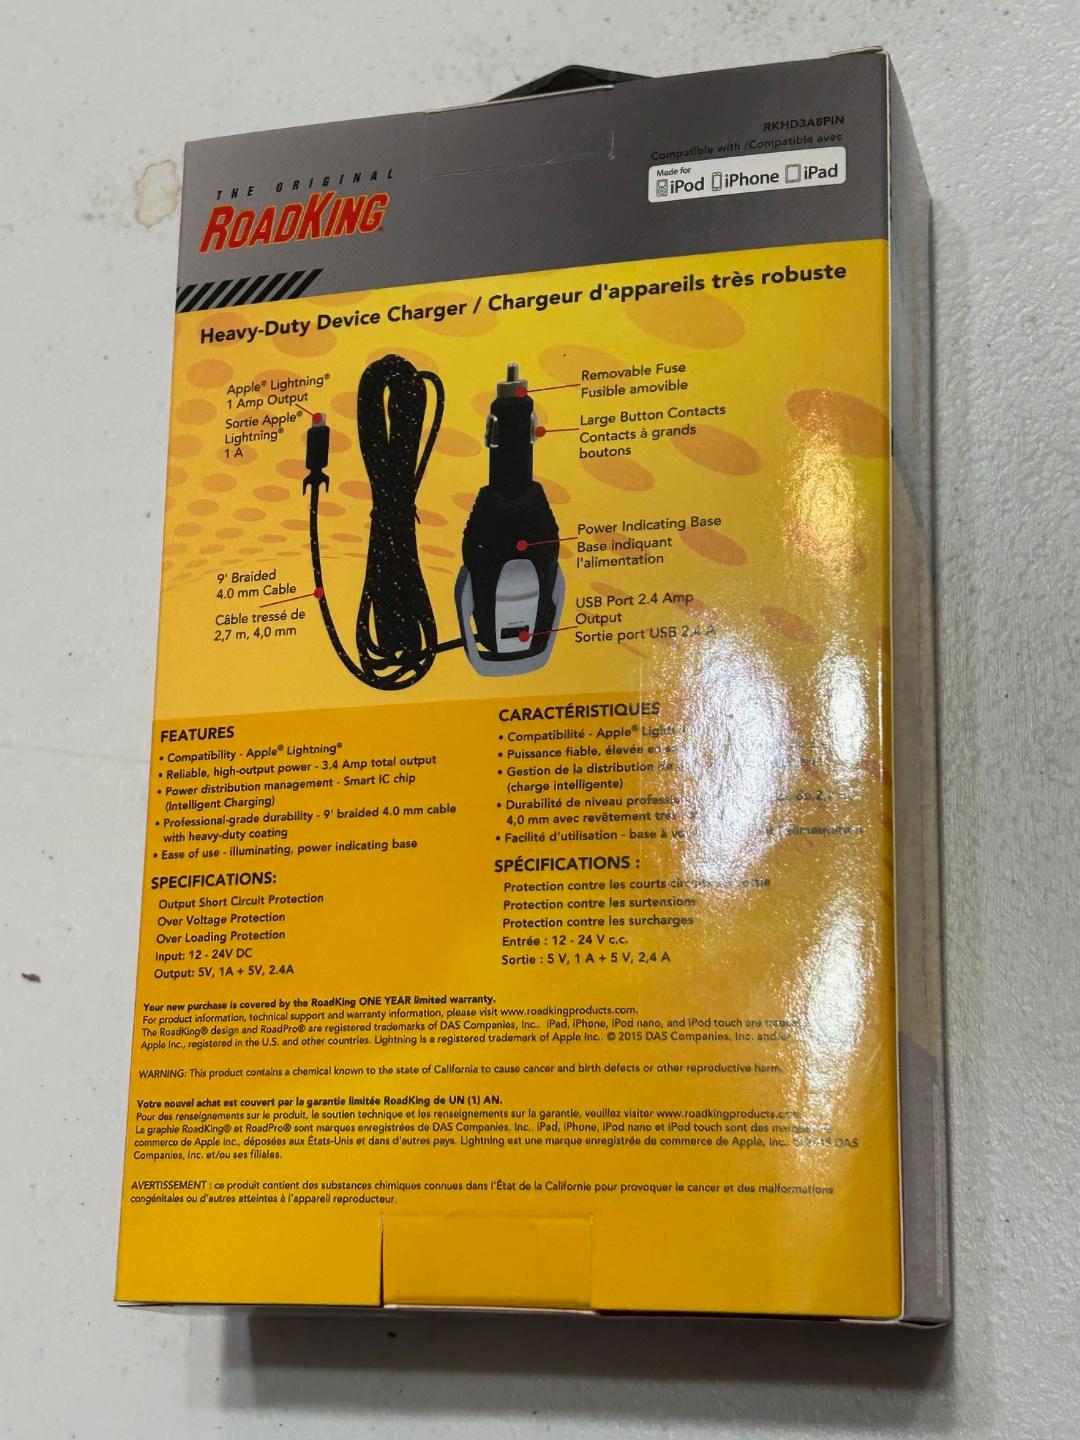 RKHD3A8PIN
Compatible with /Compatible avec
Made for
iPod iPhone iPad
THE ORIGINAL
ROADKING
Heavy-Duty Device Charger / Chargeur d'appareils très robuste
Apple® Lightning®
1 Amp Output
Sortie Apple®
Lightning®
1 A
9' Braided
4.0 mm Cable
Câble tressé de
2,7 m, 4,0 mm
Removable Fuse
Fusible amovible
Large Button Contacts
Contacts à grands
boutons
Power Indicating Base
Base indiquant
l'alimentation
USB Port 2.4 Amp
Output
Sortie port USB 2,4 A
FEATURES
• Compatibility - Apple® Lightning®
• Reliable, high-output power - 3.4 Amp total output
• Power distribution management - Smart IC chip
(Intelligent Charging)
• Professional-grade durability - 9' braided 4.0 mm cable
with heavy-duty coating
• Ease of use - illuminating, power indicating base
SPECIFICATIONS:
Output Short Circuit Protection
Over Voltage Protection
Over Loading Protection
Input: 12 - 24V DC
Output: 5V, 1A + 5V, 2.4A
CARACTÉRISTIQUES
• Compatibilité - Apple®
• Puissance fiable, élevée
• Gestion de la distribution
(charge intelligente)
• Durabilité de niveau
4,0 mm avec revêtement
• Facilité d'utilisation - base à
SPÉCIFICATIONS :
Protection contre les courts
Protection contre les surtensions
Protection contre les surcharges
Entrée : 12 - 24 V c.c.
Sortie : 5 V, 1 A + 5 V, 2,4 A
Your new purchase is covered by the RoadKing ONE YEAR limited warranty.
For product information, technical support and warranty information, please visit www.roadkingproducts.com.
The RoadKing® design and RoadPro® are registered trademarks of DAS Companies, Inc.. iPad, iPhone, iPod nano, and iPod touch are
Apple Inc., registered in the U.S. and other countries. Lightning is a registered trademark of Apple Inc.. © 2015 DAS Companies, Inc.
WARNING: This product contains a chemical known to the state of California to cause cancer and birth defects or other reproductive harm.
Votre nouvel achat est couvert par la garantie limitée RoadKing de UN (1) AN.
Pour des renseignements sur le produit, le soutien technique et les renseignements sur la garantie, veuillez visiter www.roadkingproducts.com
La graphie RoadKing® et RoadPro® sont marques enregistrées de DAS Companies, Inc.. iPad, iPhone, iPod nano et iPod touch sont des marques de
commerce de Apple Inc., déposées aux États-Unis et dans d'autres pays. Lightning est une marque enregistrée de commerce de Apple, Inc.. © 2015 DAS
Companies, Inc. et/ou ses filiales.
AVERTISSEMENT : ce produit contient des substances chimiques connues dans l'État de la Californie pour provoquer le cancer et des malformations
congénitales ou d'autres atteintes à l'appareil reproducteur.